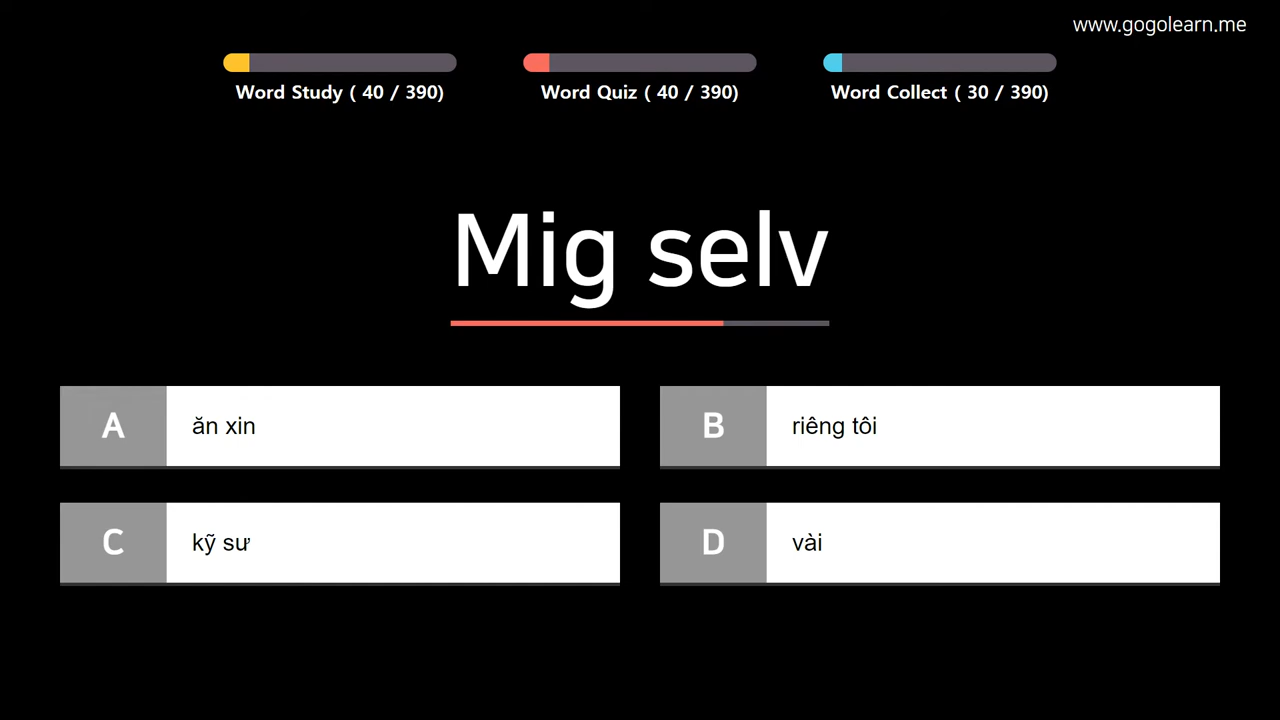 www.gogolearn.me
Word Study ( 40 / 390)
Word Quiz ( 40 / 390)
Word Collect ( 30 / 390)
Mig selv
A ăn xin
B riêng tôi
C kỹ sư
D vài